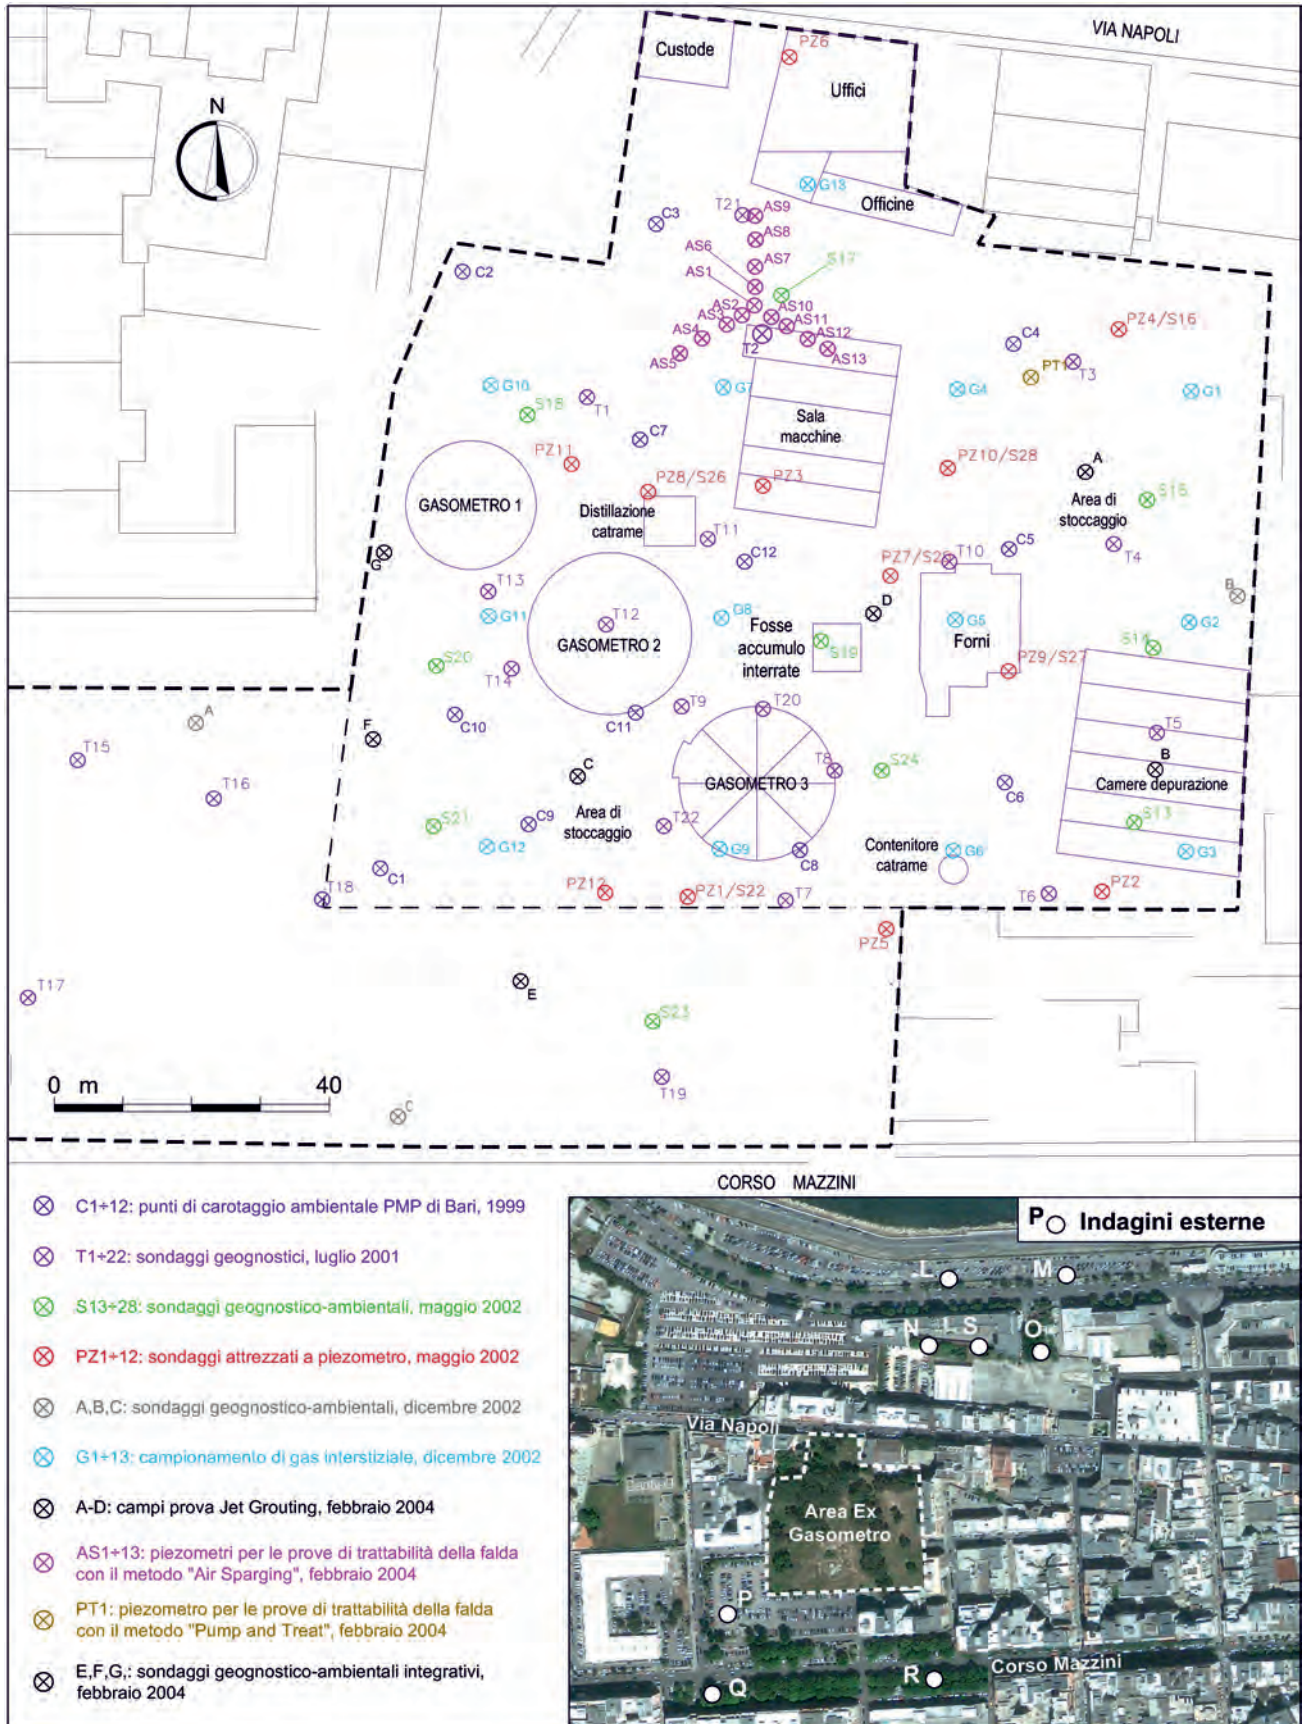 VIA NAPOLI
Custode
PZ6
Uffici
N
G13
Officine
C3
T21
AS9
AS8
AS6
AS7
S17
C2
AS1
AS2
AS10
AS3
AS11
AS4
AS12
AS5
T2
AS13
C4
PZ4/S16
PT1
T3
G10
G7
G4
G1
S18
T1
C7
Sala
macchine
PZ11
PZ8/S26
PZ3
PZ10/S28
A
GASOMETRO 1
Distillazione
catrame
Area di
stoccaggio
S15
T11
C12
C5
T4
G
PZ7/S25
T10
T13
B
G11
T12
G8
D
G5
G2
GASOMETRO 2
Fosse
accumulo
interrate
S19
Forni
S14
S20
T14
PZ9/S27
A
C10
C11
T9
T20
F
T5
T15
T16
C
GASOMETRO 3
T8
S24
B
C6
Camere depurazione
S21
C9
Area di
stoccaggio
T22
S13
G12
G9
C8
Contenitore
catrame
G6
G3
T18
C1
PZ12
PZ1/S22
T7
T6
PZ2
PZ5
T17
E
S23
0 m 40
T19
C
CORSO MAZZINI
C1÷12: punti di carotaggio ambientale PMP di Bari, 1999
T1÷22: sondaggi geognostici, luglio 2001
S13÷28: sondaggi geognostico-ambientali, maggio 2002
PZ1÷12: sondaggi attrezzati a piezometro, maggio 2002
A,B,C: sondaggi geognostico-ambientali, dicembre 2002
G1÷13: campionamento di gas interstiziale, dicembre 2002
A-D: campi prova Jet Grouting, febbraio 2004
AS1÷13: piezometri per le prove di trattabilità della falda
con il metodo "Air Sparging", febbraio 2004
PT1: piezometro per le prove di trattabilità della falda
con il metodo "Pump and Treat", febbraio 2004
E,F,G,: sondaggi geognostico-ambientali integrativi,
febbraio 2004
P Indagini esterne
L
M
N
I S
O
Via Napoli
Area Ex
Gasometro
P
Q
R
Corso Mazzini